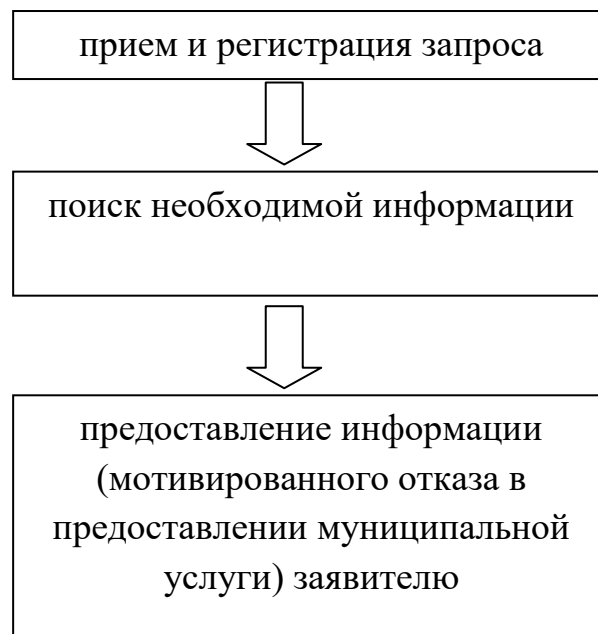 прием и регистрация запроса
поиск необходимой информации
предоставление информации
(мотивированного отказа в
предоставлении муниципальной
услуги) заявителю